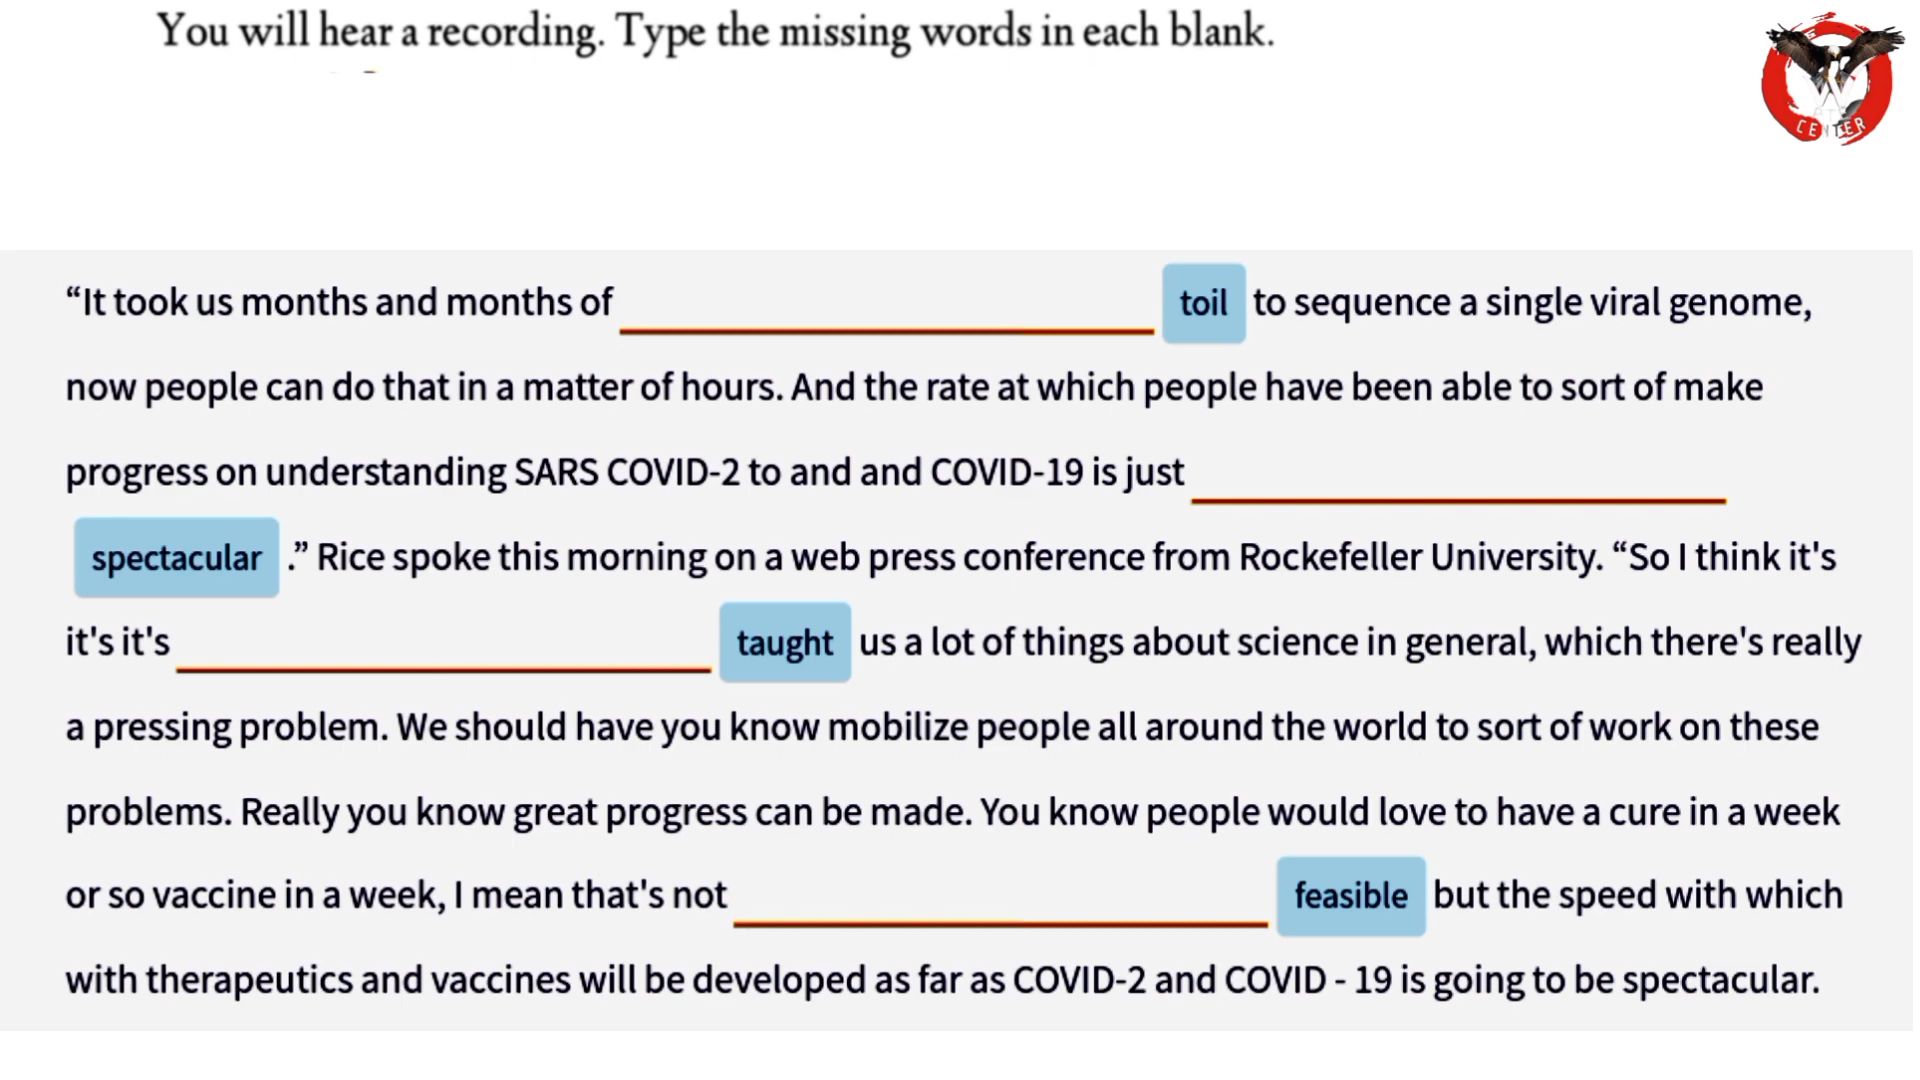 You will hear a recording. Type the missing words in each blank.
CENTER
“It took us months and months of toil to sequence a single viral genome,
now people can do that in a matter of hours. And the rate at which people have been able to sort of make
progress on understanding SARS COVID-2 to and and COVID-19 is just
spectacular .” Rice spoke this morning on a web press conference from Rockefeller University. “So I think it's
it's it's taught us a lot of things about science in general, which there's really
a pressing problem. We should have you know mobilize people all around the world to sort of work on these
problems. Really you know great progress can be made. You know people would love to have a cure in a week
or so vaccine in a week, I mean that's not feasible but the speed with which
with therapeutics and vaccines will be developed as far as COVID-2 and COVID - 19 is going to be spectacular.